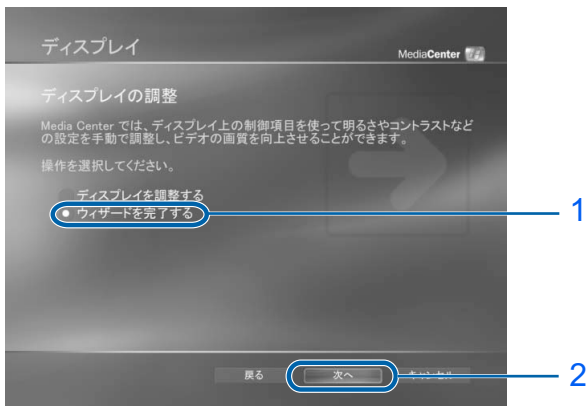 ディスプレイ
MediaCenter
ディスプレイの調整
Media Center では、ディスプレイ上の制御項目を使って明るさやコントラストなど
の設定を手動で調整し、ビデオの画質を向上させることができます。
操作を選択してください。
ディスプレイを調整する
ウィザードを完了する
1
戻る
次へ
キャンセル
2